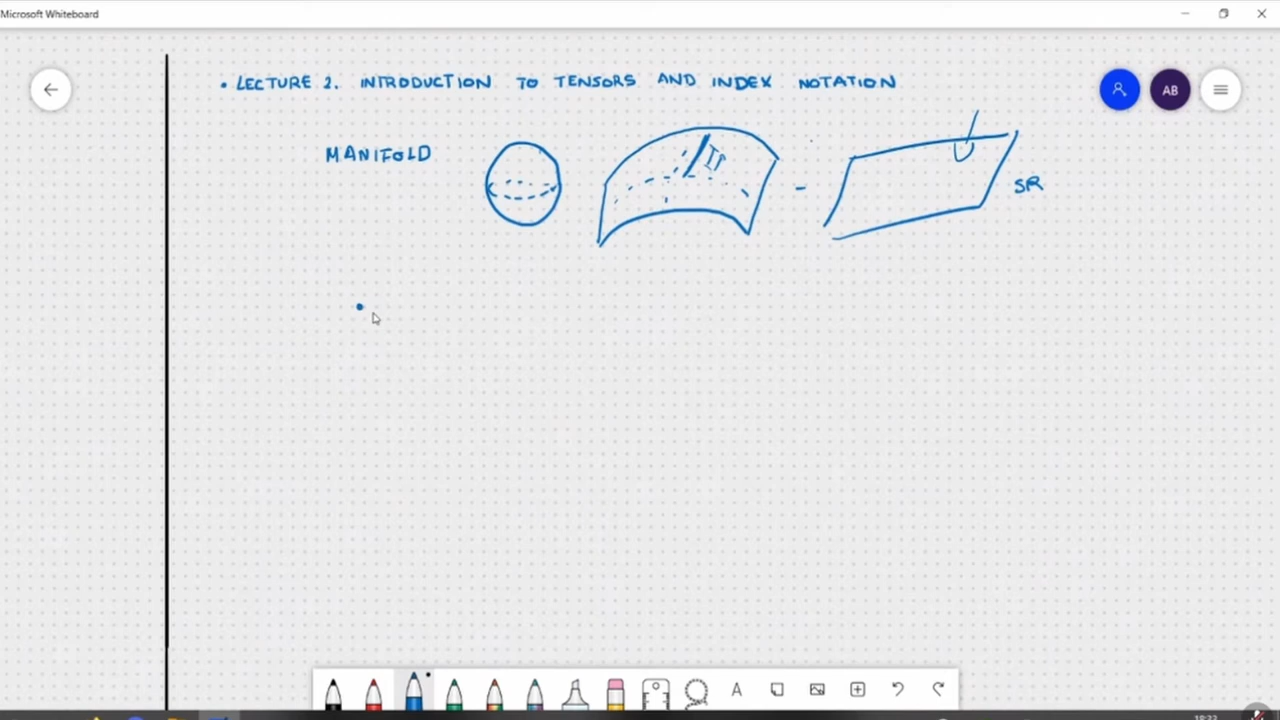 Microsoft Whiteboard
• LECTURE 2. INTRODUCTION TO TENSORS AND INDEX NOTATION
AB
MANIFOLD
SR
A